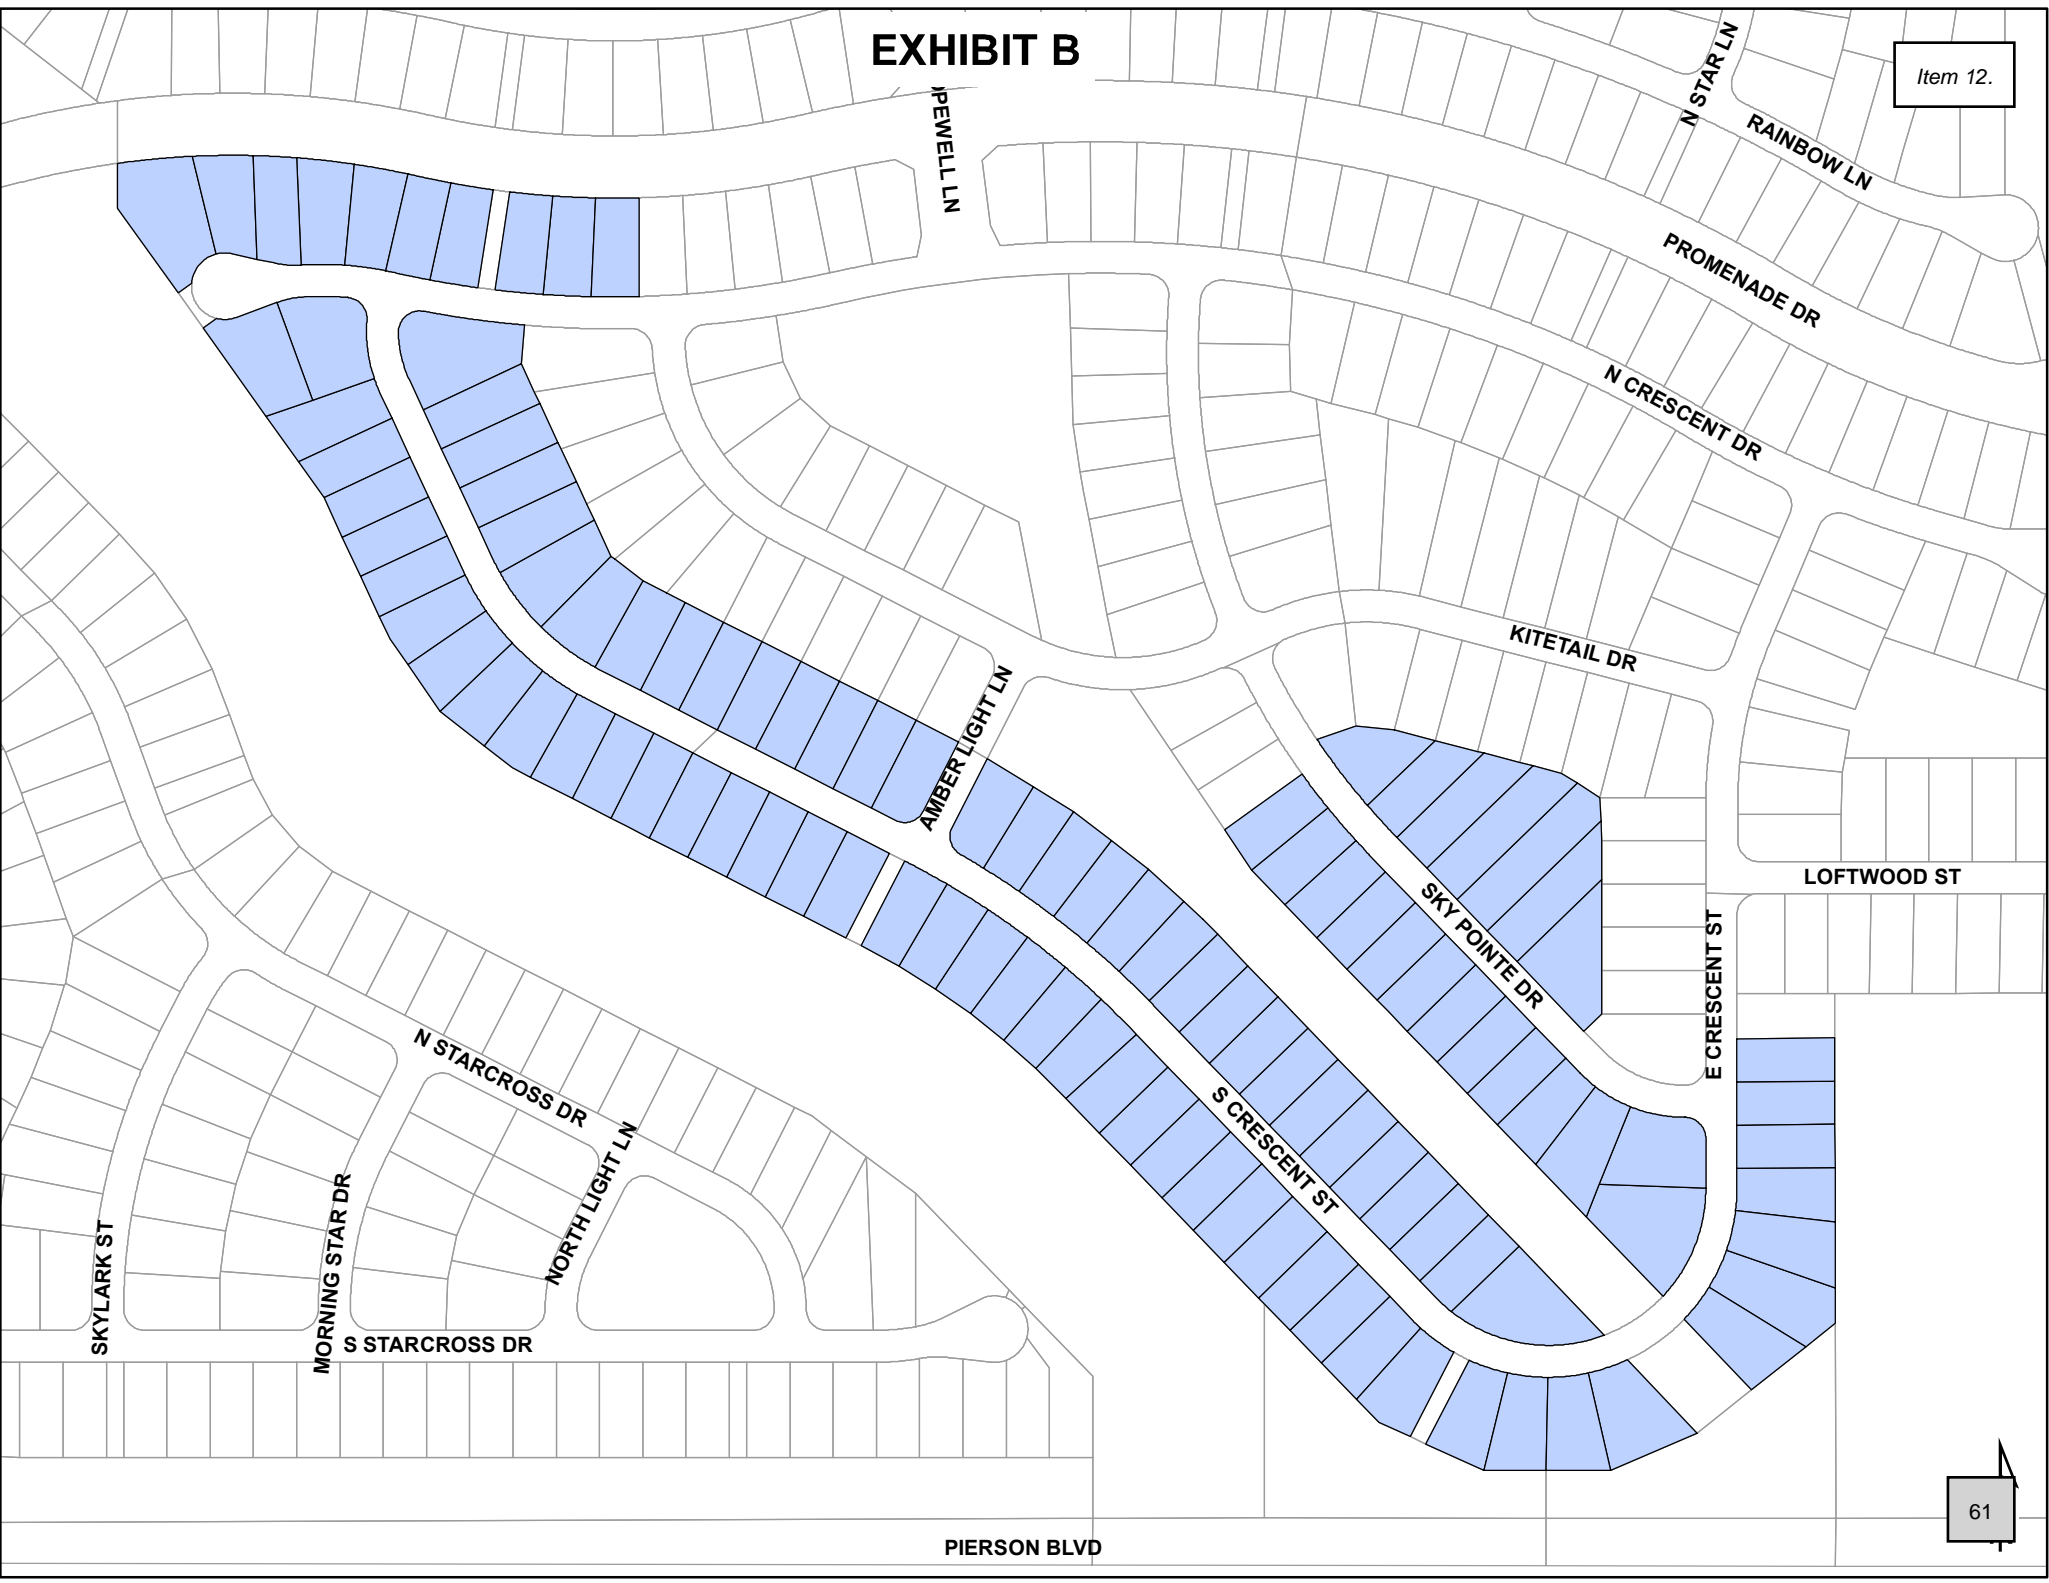 EXHIBIT B
Item 12.
N STAR LN
RAINBOW LN
OPEWELL LN
PROMENADE DR
N CRESCENT DR
KITETAIL DR
AMBER LIGHT LN
LOFTWOOD ST
SKY POINTE DR
E CRESCENT ST
N STARCROSS DR
S CRESCENT ST
NORTH LIGHT LN
MORNING STAR DR
SKYLARK ST
S STARCROSS DR
61
PIERSON BLVD